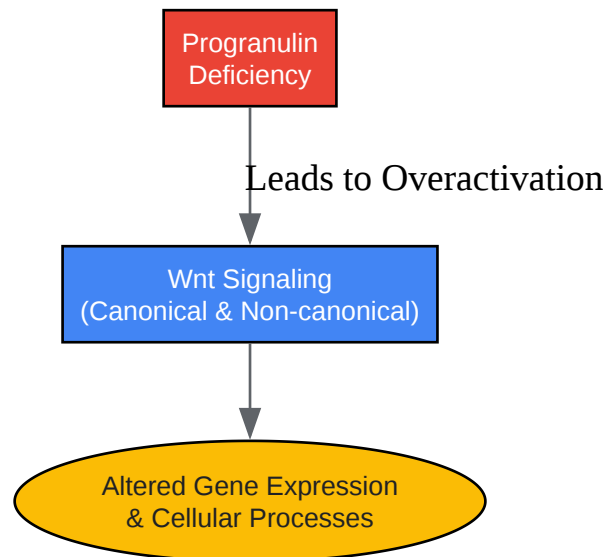 Progranulin
Deficiency
Leads to Overactivation
Wnt Signaling
(Canonical & Non-canonical)
Altered Gene Expression
& Cellular Processes